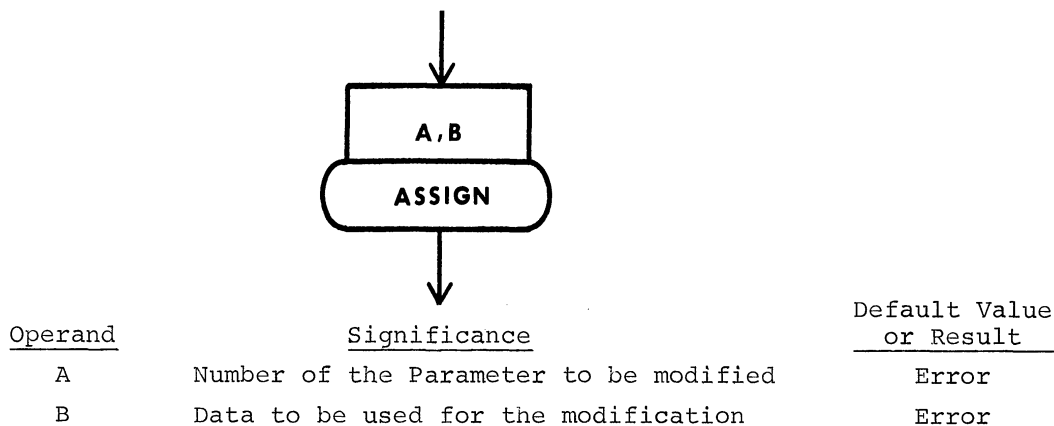 A,B
ASSIGN
Default Value
Operand Significance or Result
A Number of the Parameter to be modified Error
B Data to be used for the modification Error